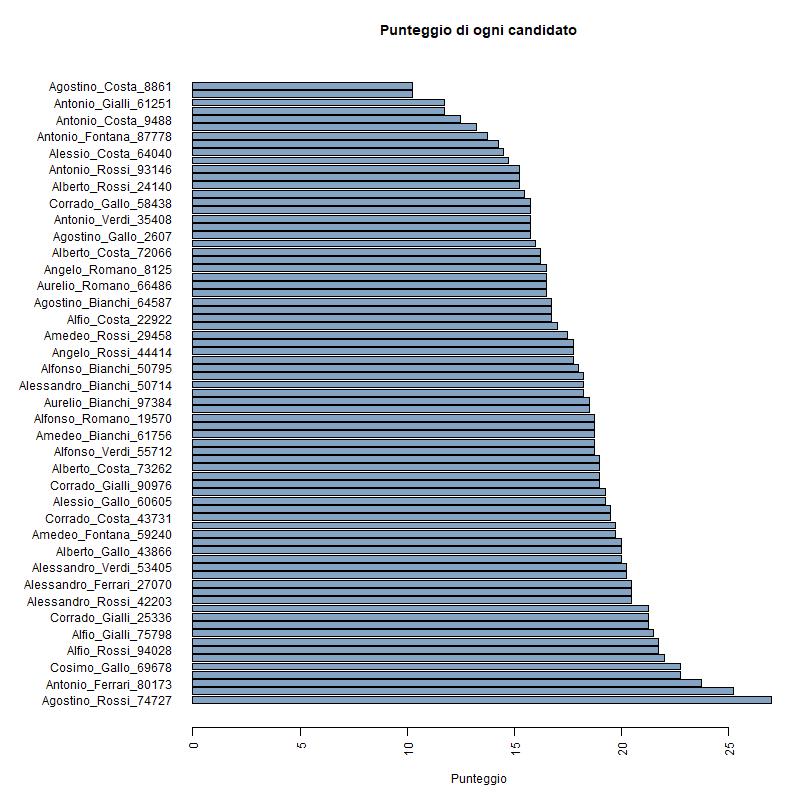 Punteggio di ogni candidato
Agostino_Costa_8861
Antonio_Gialli_61251
Antonio_Costa_9488
Antonio_Fontana_87778
Alessio_Costa_64040
Antonio_Rossi_93146
Alberto_Rossi_24140
Corrado_Gallo_58438
Antonio_Verdi_35408
Agostino_Gallo_2607
Alberto_Costa_72066
Angelo_Romano_8125
Aurelio_Romano_66486
Agostino_Bianchi_64587
Alfio_Costa_22922
Amedeo_Rossi_29458
Angelo_Rossi_44414
Alfonso_Bianchi_50795
Alessandro_Bianchi_50714
Aurelio_Bianchi_97384
Alfonso_Romano_19570
Amedeo_Bianchi_61756
Alfonso_Verdi_55712
Alberto_Costa_73262
Corrado_Gialli_90976
Alessio_Gallo_60605
Corrado_Costa_43731
Amedeo_Fontana_59240
Alberto_Gallo_43866
Alessandro_Verdi_53405
Alessandro_Ferrari_27070
Alessandro_Rossi_42203
Corrado_Gialli_25336
Alfio_Gialli_75798
Alfio_Rossi_94028
Cosimo_Gallo_69678
Antonio_Ferrari_80173
Agostino_Rossi_74727
0 5 10 15 20 25
Punteggio